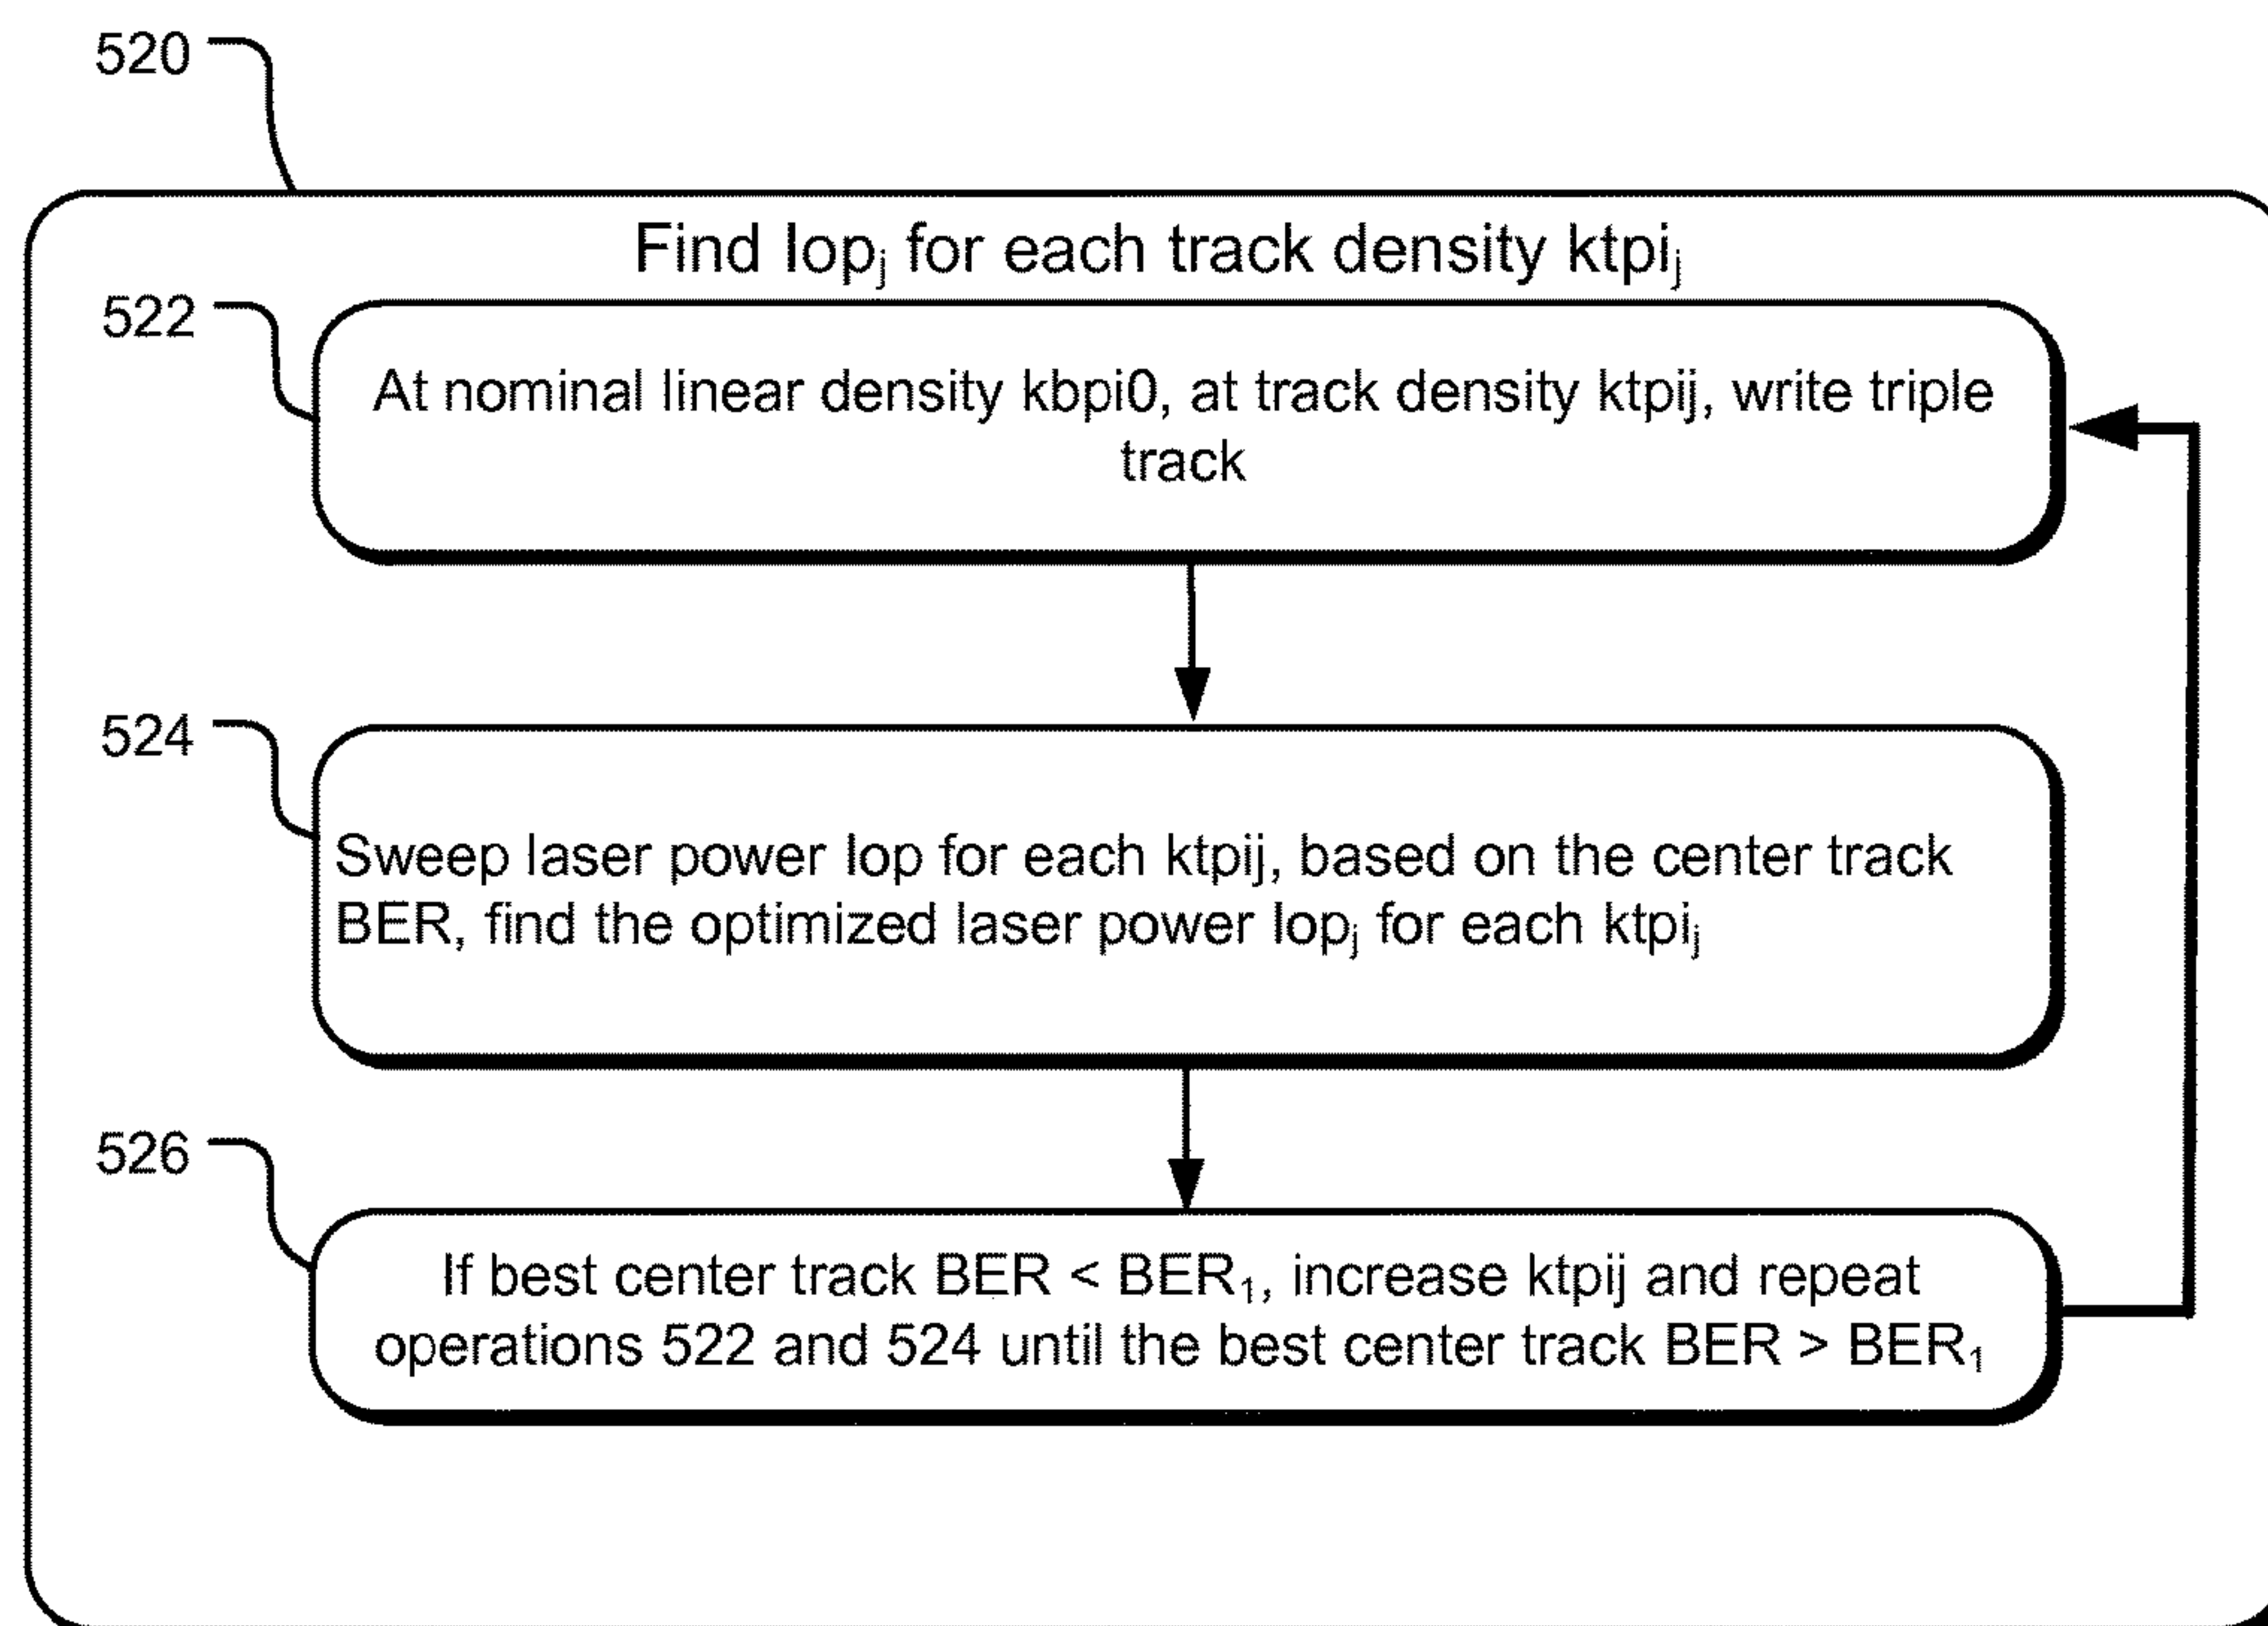 520
Find lopⱼ for each track density ktpiⱼ
522
At nominal linear density kbpi0, at track density ktpij, write triple
track
524
Sweep laser power lop for each ktpij, based on the center track
BER, find the optimized laser power lopⱼ for each ktpiⱼ
526
If best center track BER < BER₁, increase ktpij and repeat
operations 522 and 524 until the best center track BER > BER₁